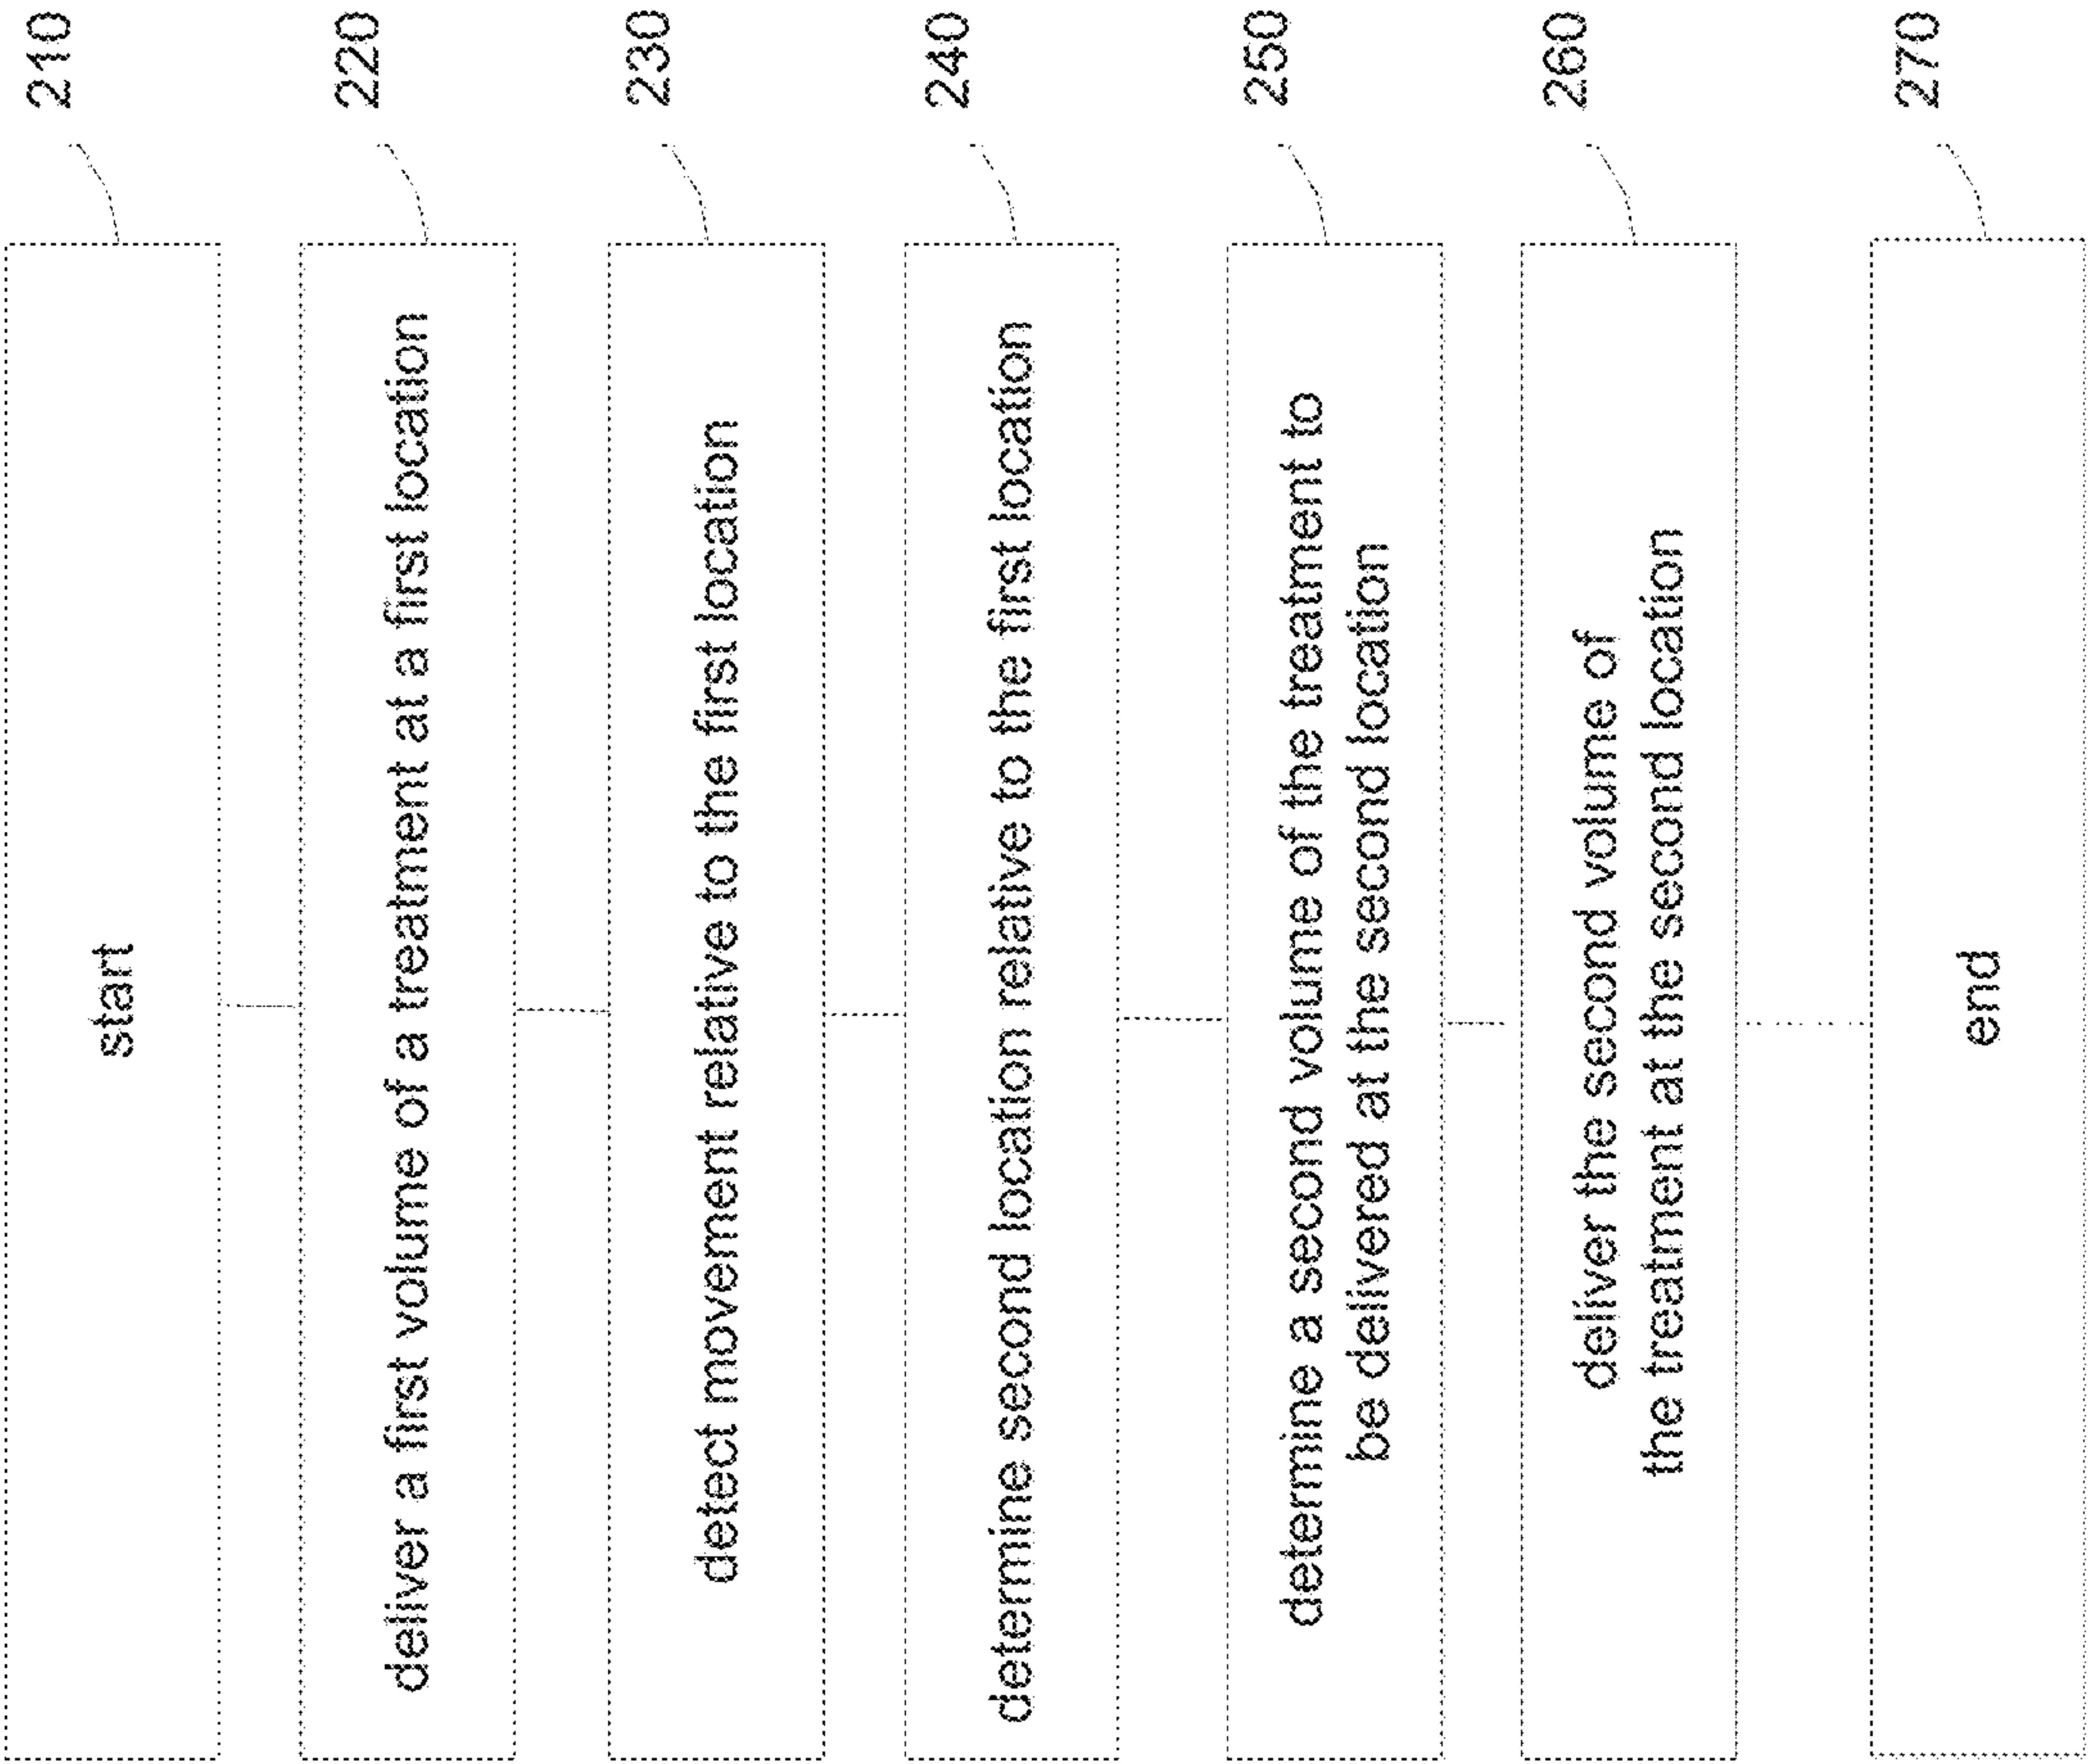 start
210
deliver a first volume of a treatment at a first location
220
detect movement relative to the first location
230
determine second location relative to the first location
240
determine a second volume of the treatment to
be delivered at the second location
250
deliver the second volume of
the treatment at the second location
260
end
270